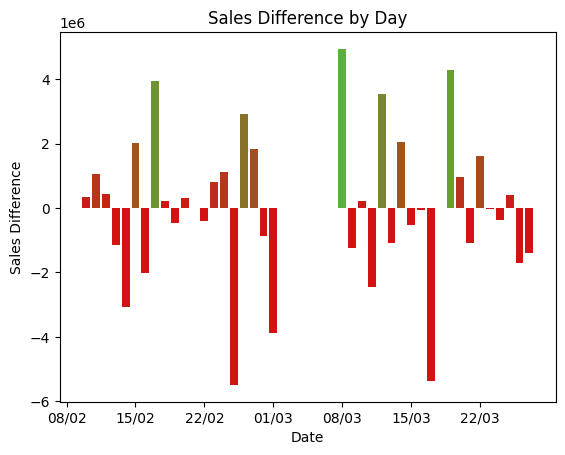 Sales Difference by Day
1e6
4
2
0
−2
−4
−6
Sales Difference
08/02 15/02 22/02 01/03 08/03 15/03 22/03
Date